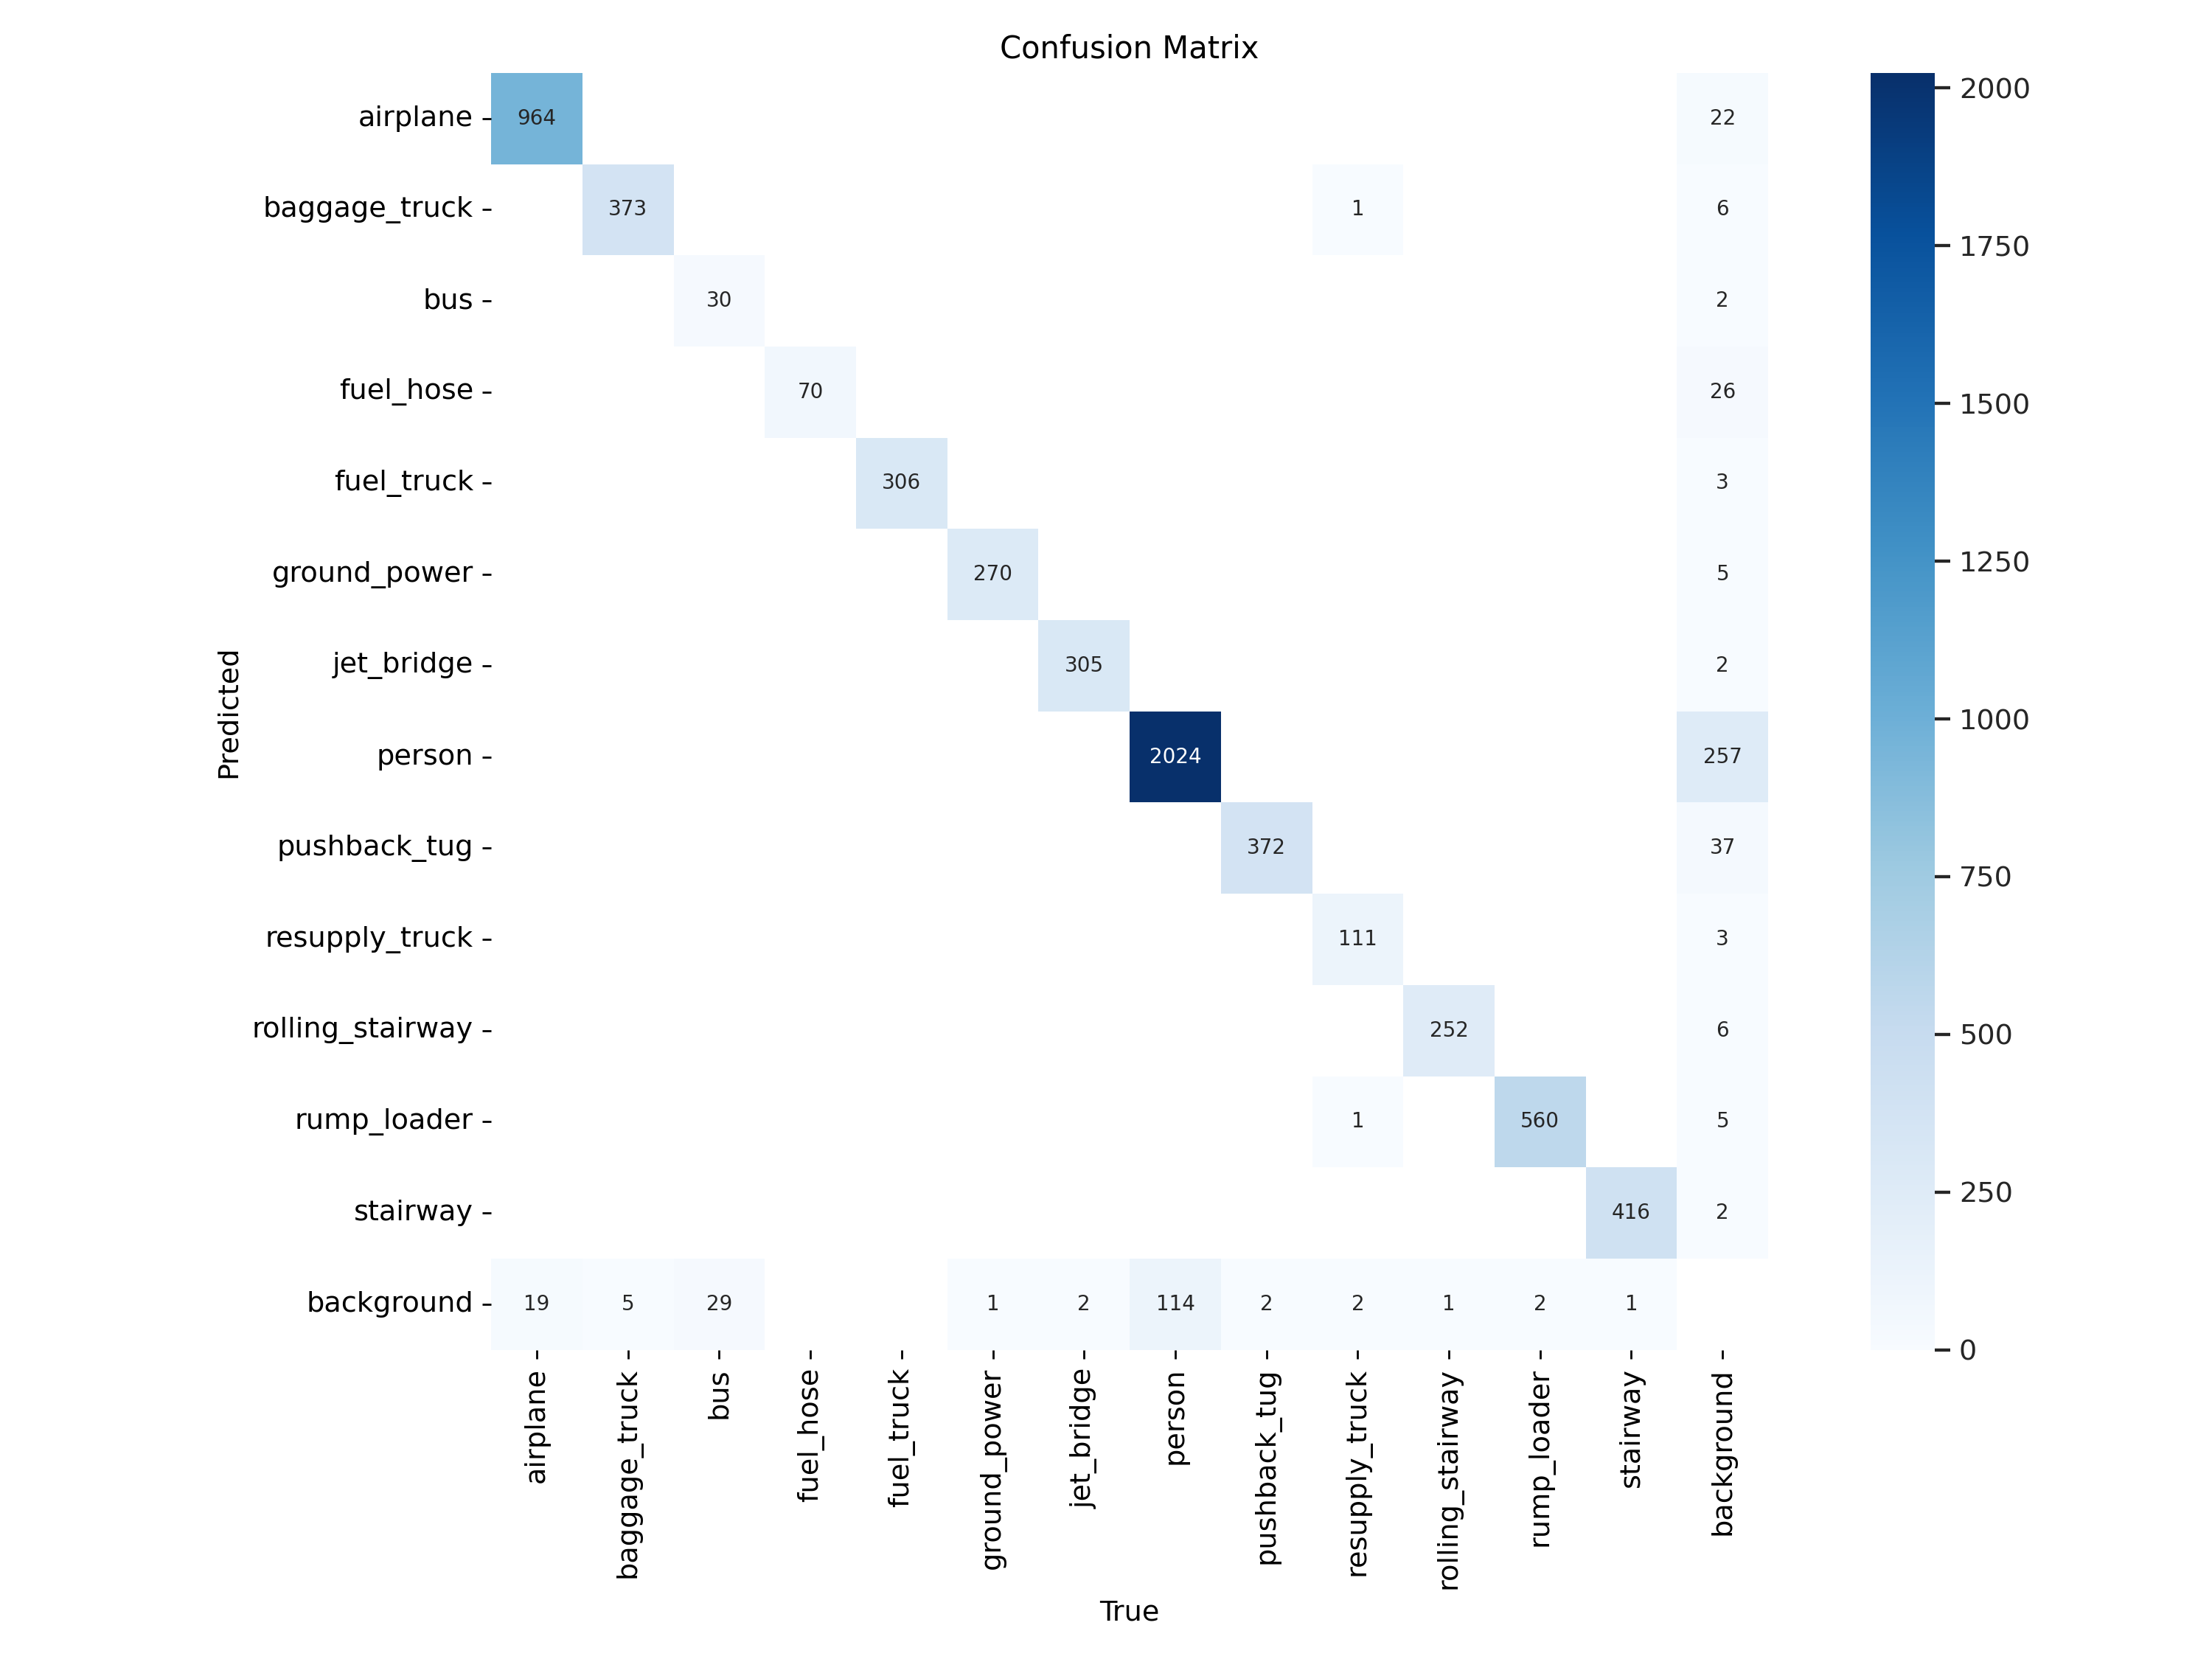 Confusion Matrix
airplane 964 22
baggage_truck 373 1 6
bus 30 2
fuel_hose 70 26
fuel_truck 306 3
ground_power 270 5
jet_bridge 305 2
person 2024 257
pushback_tug 372 37
resupply_truck 111 3
rolling_stairway 252 6
rump_loader 1 560 5
stairway 416 2
background 19 5 29 1 2 114 2 2 1 2 1
Predicted
airplane
baggage_truck
bus
fuel_hose
fuel_truck
ground_power
jet_bridge
person
pushback_tug
resupply_truck
rolling_stairway
rump_loader
stairway
background
True
2000
1750
1500
1250
1000
750
500
250
0